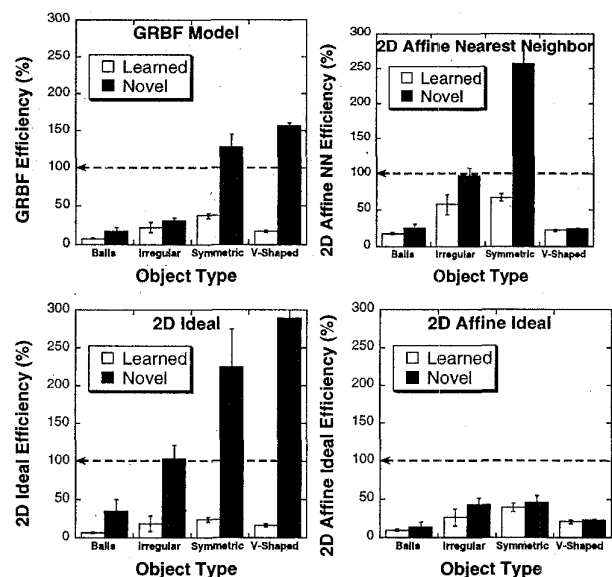 GRBF Model
GRBF Efficiency (%)
300
250
200
150
100
50
0
Learned
Novel
Balls Irregular Symmetric V-Shaped
Object Type
2D Affine Nearest Neighbor
2D Affine NN Efficiency (%)
300
250
200
150
100
50
0
Learned
Novel
Balls Irregular Symmetric V-Shaped
Object Type
2D Ideal
2D Ideal Efficiency (%)
300
250
200
150
100
50
0
Learned
Novel
Balls Irregular Symmetric V-Shaped
Object Type
2D Affine Ideal
2D Affine Ideal Efficiency (%)
300
250
200
150
100
50
0
Learned
Novel
Balls Irregular Symmetric V-Shaped
Object Type